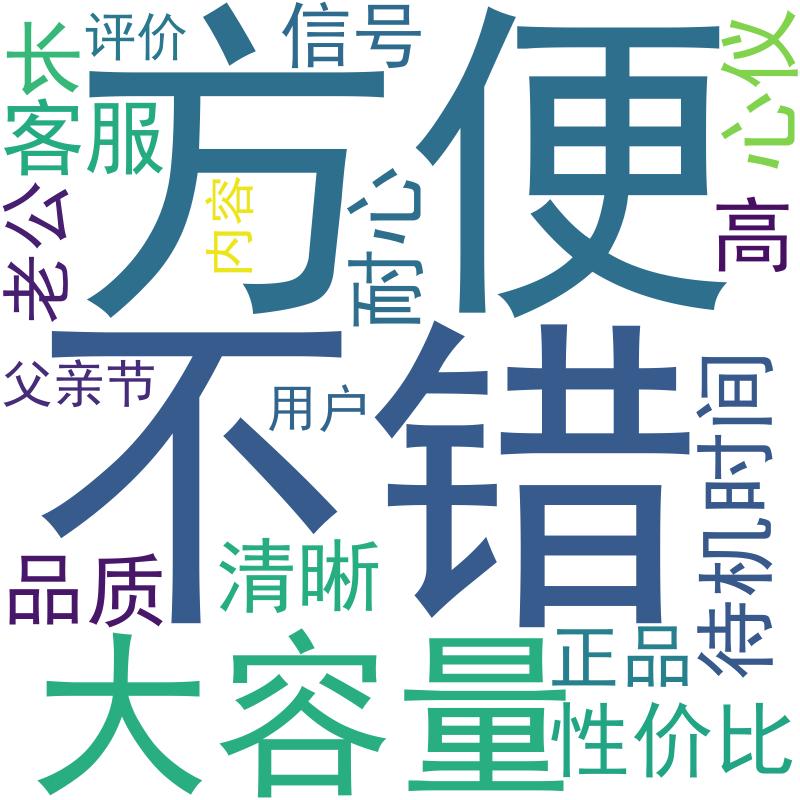 评价
信号
长
方便
心仪
客服
老公
内容
耐心
高
不错
父亲节
用户
待机时间
品质
清晰
大容量
正品
性价比